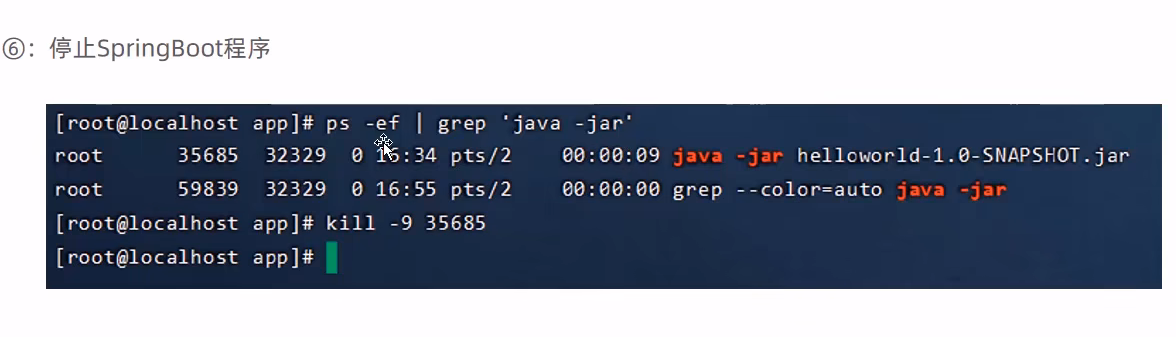 ⑥：停止SpringBoot程序
[root@localhost app]# ps -ef | grep 'java -jar'
root 35685 32329 0 16:34 pts/2 00:00:09 java -jar helloworld-1.0-SNAPSHOT.jar
root 59839 32329 0 16:55 pts/2 00:00:00 grep --color=auto java -jar
[root@localhost app]# kill -9 35685
[root@localhost app]#